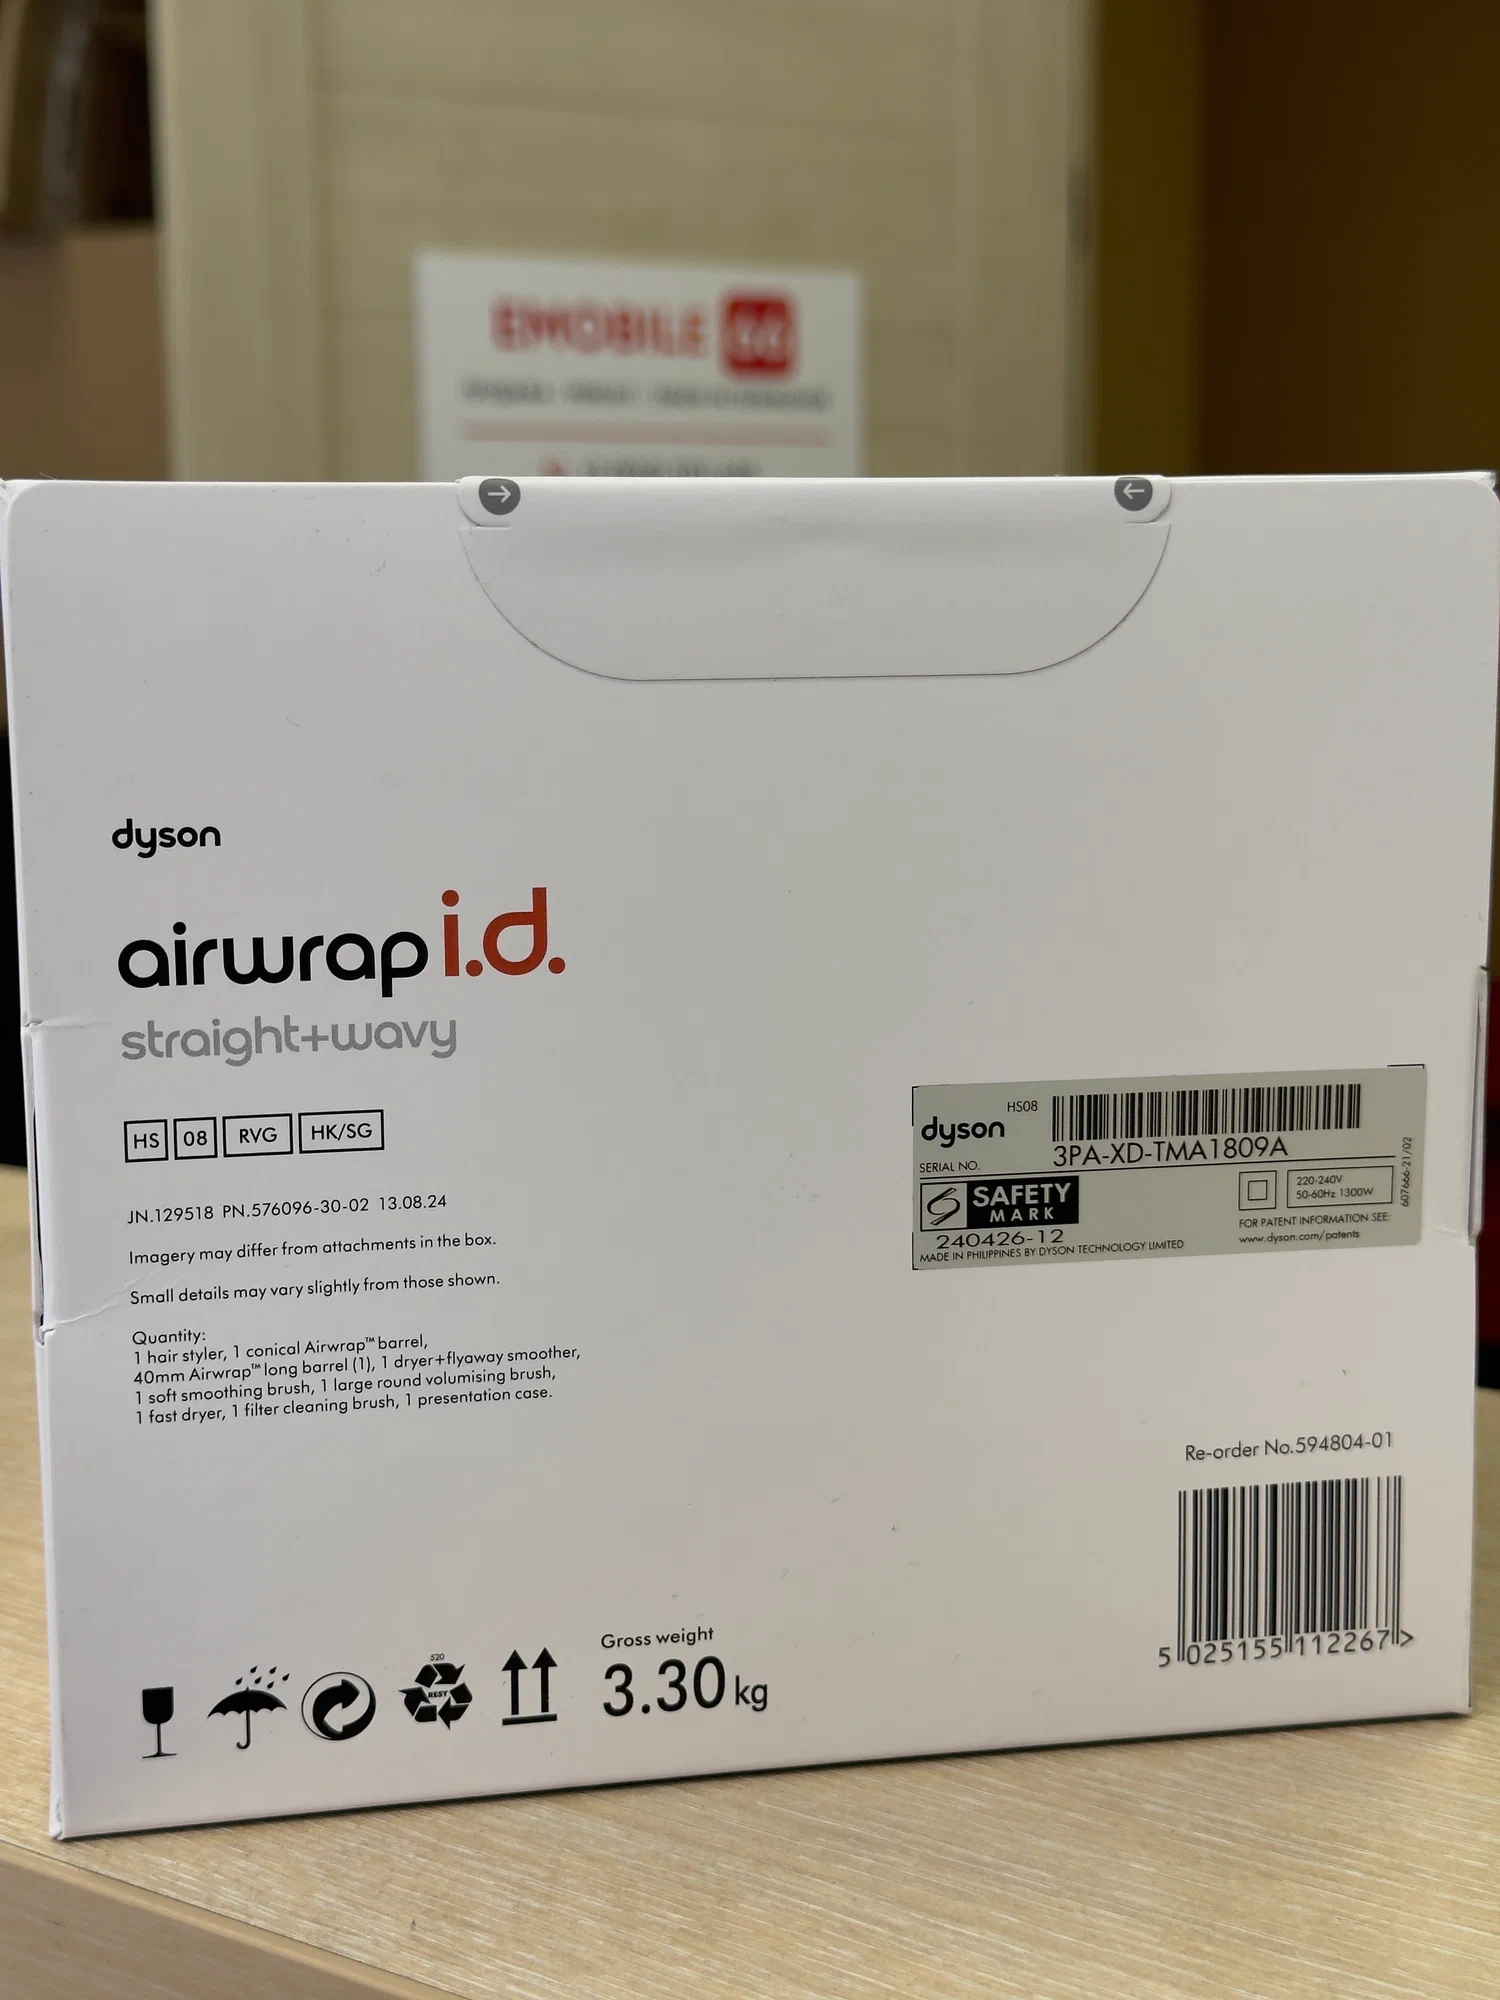 EMOBILE
dyson
airwrap i.d.
straight+wavy
HS 08 RVG HK/SG
JN.129518 PN.576096-30-02 13.08.24
Imagery may differ from attachments in the box.
Small details may vary slightly from those shown.
Quantity:
1 hair styler, 1 conical Airwrap™ barrel,
40mm Airwrap™ long barrel (1), 1 dryer+flyaway smoother,
1 soft smoothing brush, 1 large round volumising brush,
1 fast dryer, 1 filter cleaning brush, 1 presentation case.
dyson
HS08
SERIAL NO.
3PA-XD-TMA1809A
SAFETY
MARK
240426-12
MADE IN PHILIPPINES BY DYSON TECHNOLOGY LIMITED
220-240V
50-60Hz 1300W
FOR PATENT INFORMATION SEE:
www.dyson.com/patents
607666-21/02
Re-order No.594804-01
5 025155 112267 >
520
RESY
Gross weight
3.30 kg